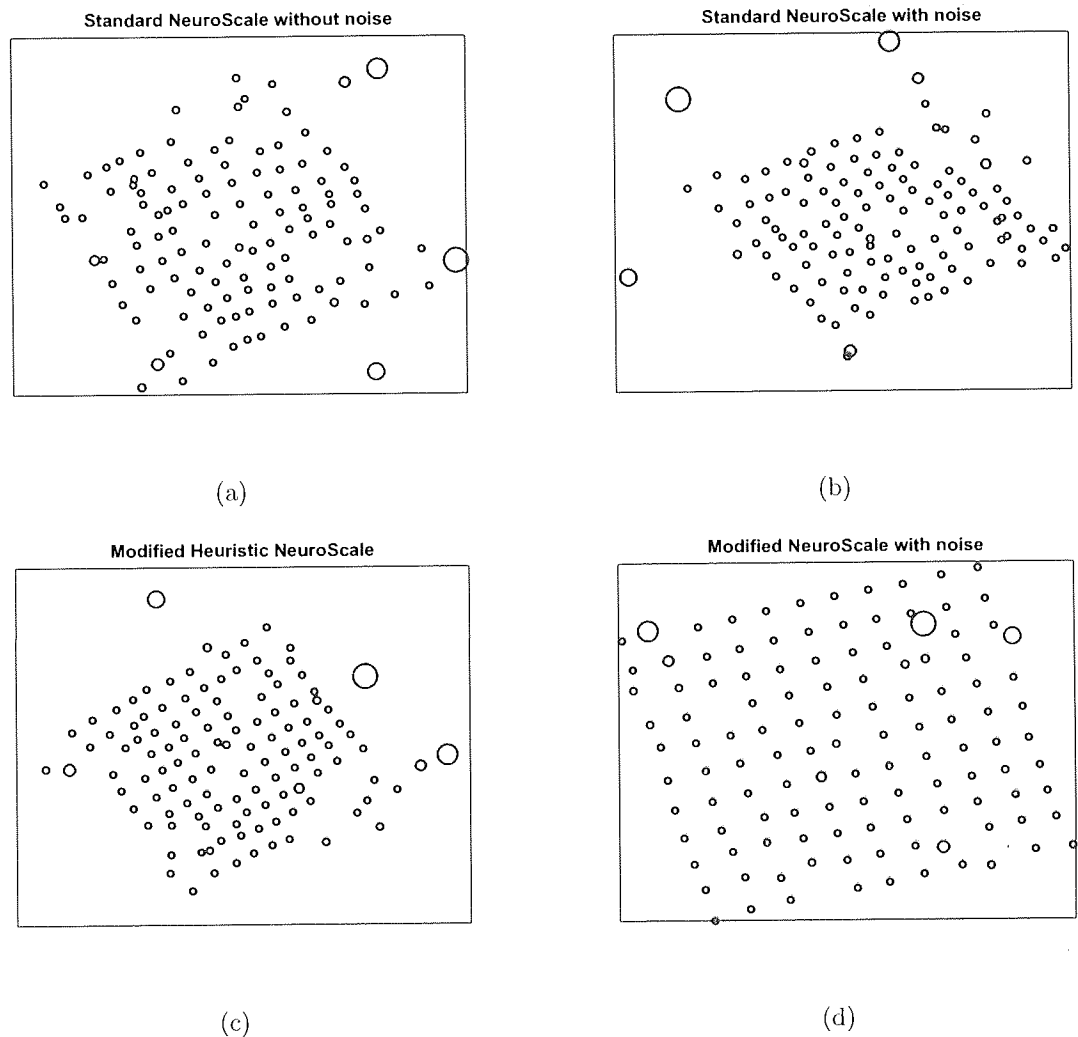 Standard NeuroScale without noise
Standard NeuroScale with noise
(a)
(b)
Modified Heuristic NeuroScale
Modified NeuroScale with noise
(c)
(d)